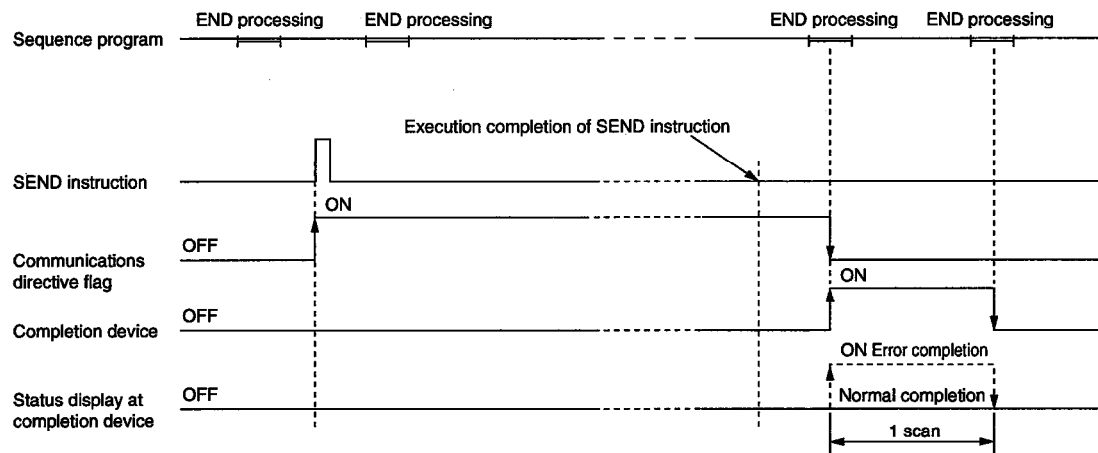 END processing
END processing
END processing
END processing
Sequence program
Execution completion of SEND instruction
SEND instruction
ON
OFF
Communications
directive flag
ON
OFF
Completion device
ON Error completion
OFF
Normal completion
Status display at
completion device
1 scan